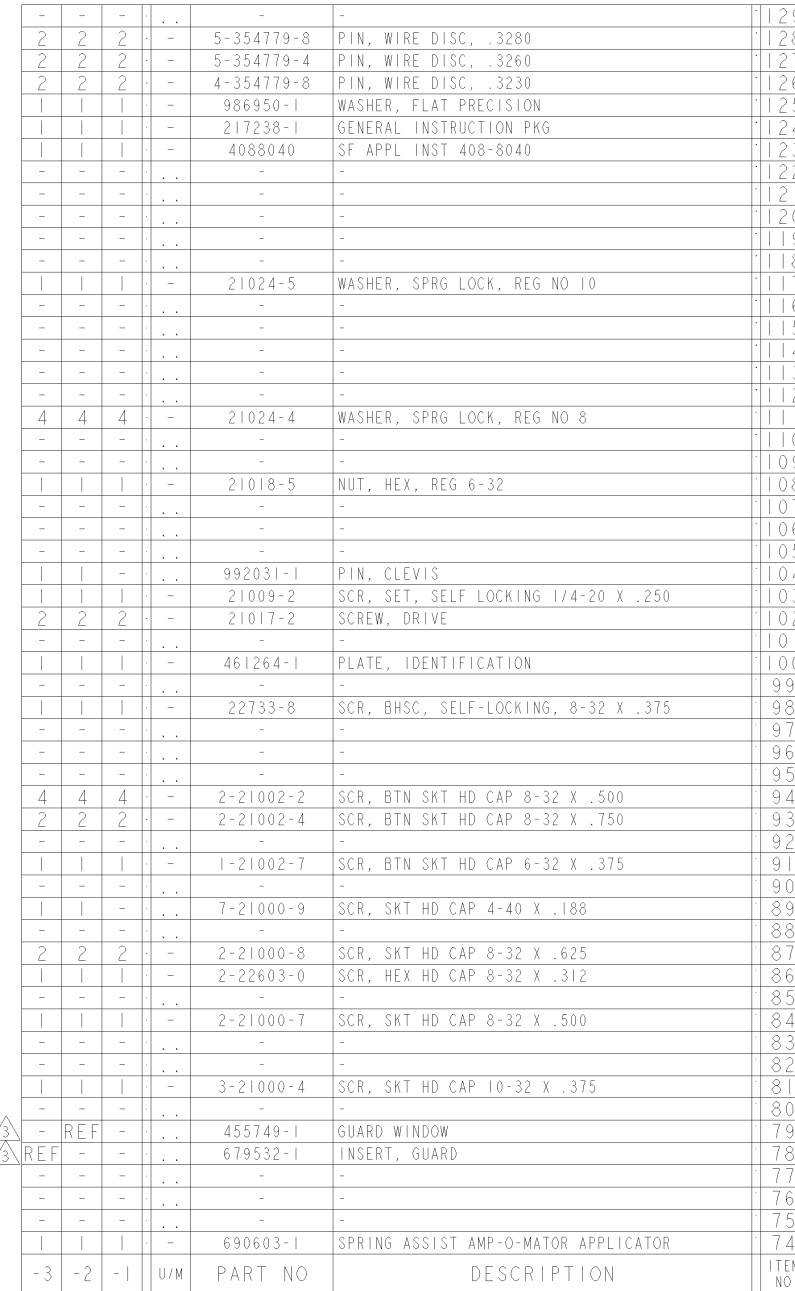 - - - . . - - 129
2 2 2 - 5-354779-8 PIN, WIRE DISC, .3280 128
2 2 2 - 5-354779-4 PIN, WIRE DISC, .3260 127
2 2 2 - 4-354779-8 PIN, WIRE DISC, .3230 126
1 1 1 - 986950-1 WASHER, FLAT PRECISION 125
1 1 1 - 217238-1 GENERAL INSTRUCTION PKG 124
1 1 1 - 4088040 SF APPL INST 408-8040 123
- - - . . - - 122
- - - . . - - 12
- - - . . - - 120
- - - . . - - 119
- - - . . - - 118
1 1 1 - 21024-5 WASHER, SPRG LOCK, REG NO 10 117
- - - . . - - 116
- - - . . - - 115
- - - . . - - 114
- - - . . - - 113
- - - . . - - 112
4 4 4 - 21024-4 WASHER, SPRG LOCK, REG NO 8 11
- - - . . - - 110
- - - . . - - 109
1 1 1 - 21018-5 NUT, HEX, REG 6-32 108
- - - . . - - 107
- - - . . - - 106
- - - . . - - 105
1 1 - . . 992031-1 PIN, CLEVIS 104
1 1 1 - 21009-2 SCR, SET, SELF LOCKING 1/4-20 X .250 103
2 2 2 - 21017-2 SCREW, DRIVE 102
- - - . . - - 10
1 1 1 - 461264-1 PLATE, IDENTIFICATION 100
- - - . . - - 99
1 1 1 - 22733-8 SCR, BHSC, SELF-LOCKING, 8-32 X .375 98
- - - . . - - 97
- - - . . - - 96
- - - . . - - 95
4 4 4 - 2-21002-2 SCR, BTN SKT HD CAP 8-32 X .500 94
2 2 2 - 2-21002-4 SCR, BTN SKT HD CAP 8-32 X .750 93
- - - . . - - 92
1 1 1 - 1-21002-7 SCR, BTN SKT HD CAP 6-32 X .375 91
- - - . . - - 90
1 1 - . . 7-21000-9 SCR, SKT HD CAP 4-40 X .188 89
- - - . . - - 88
2 2 2 - 2-21000-8 SCR, SKT HD CAP 8-32 X .625 87
1 1 1 - 2-22603-0 SCR, HEX HD CAP 8-32 X .312 86
- - - . . - - 85
1 1 1 - 2-21000-7 SCR, SKT HD CAP 8-32 X .500 84
- - - . . - - 83
- - - . . - - 82
1 1 1 - 3-21000-4 SCR, SKT HD CAP 10-32 X .375 81
- - - . . - - 80
3 - REF - . . 455749-1 GUARD WINDOW 79
3 REF - - . . 679532-1 INSERT, GUARD 78
- - - . . - - 77
- - - . . - - 76
- - - . . - - 75
1 1 1 - 690603-1 SPRING ASSIST AMP-O-MATOR APPLICATOR 74
-3 -2 -1 U/M PART NO DESCRIPTION ITEM
NO